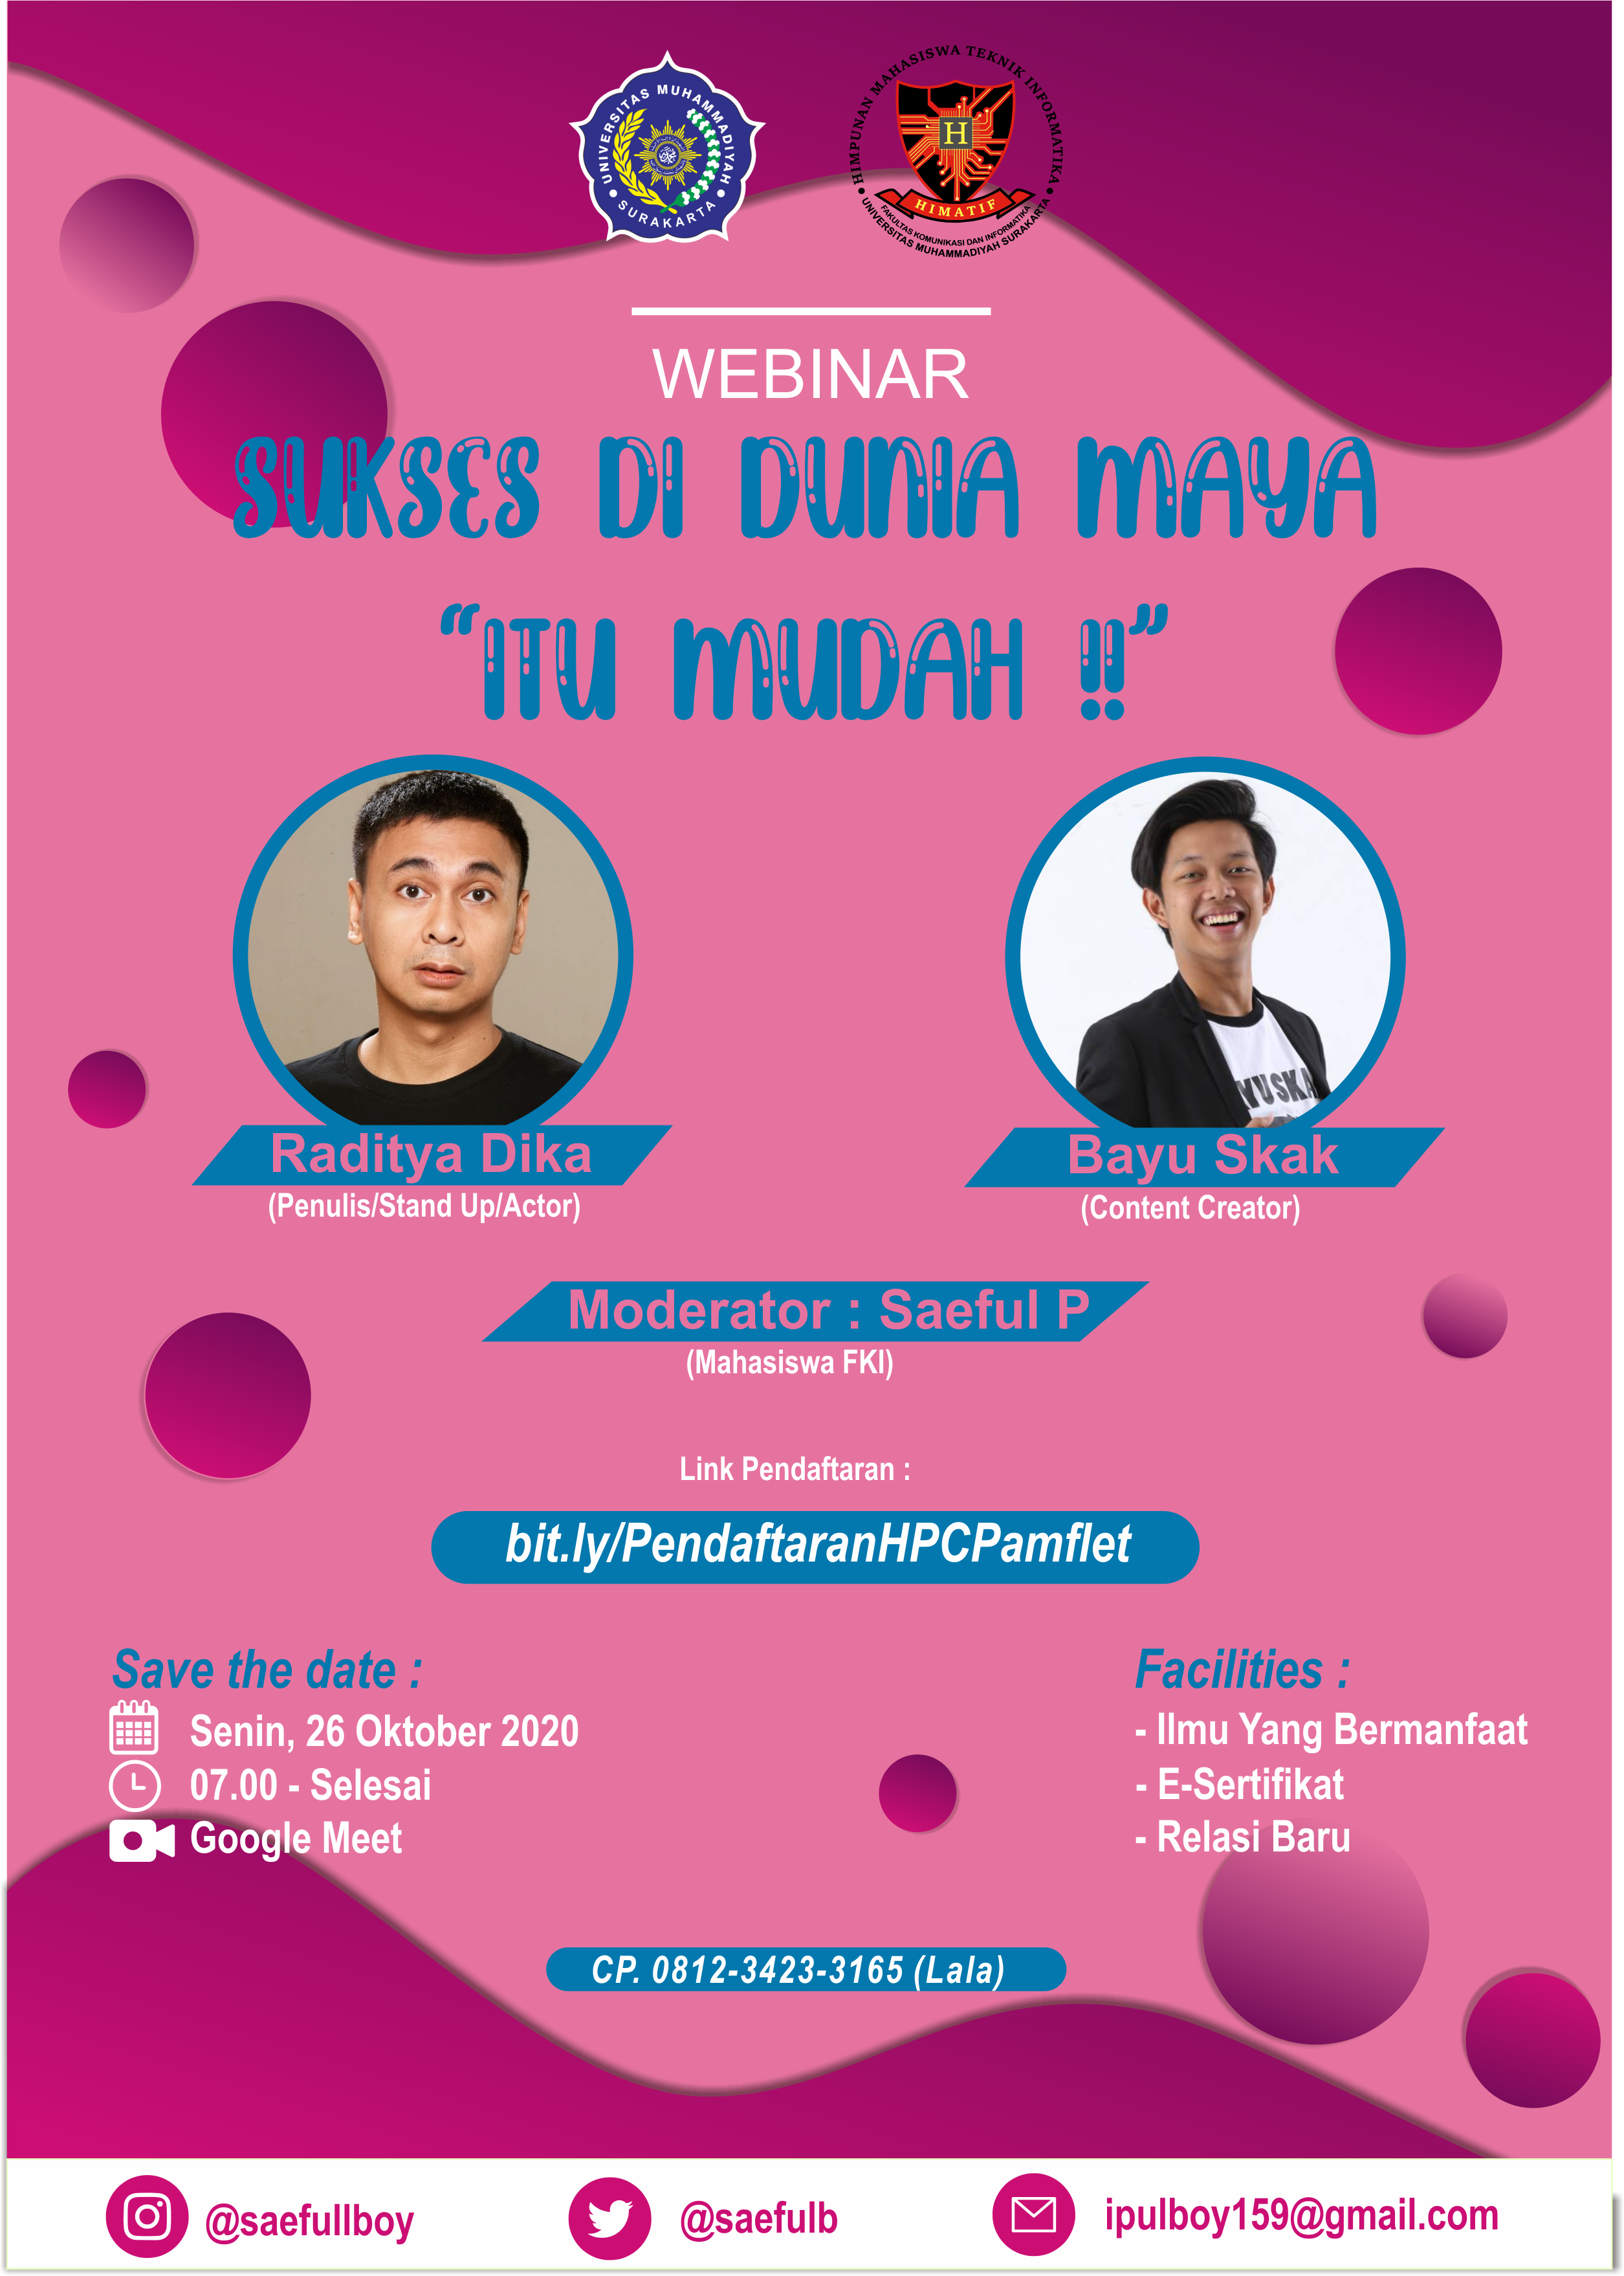 UNIVERSITAS MUHAMMADIYAH
SURAKARTA
HIMPUNAN MAHASISWA TEKNIK INFORMATIKA
H
HIMATIF
FAKULTAS KOMUNIKASI DAN INFORMATIKA
UNIVERSITAS MUHAMMADIYAH SURAKARTA
WEBINAR
SUKSES DI DUNIA MAYA
“ITU MUDAH !!”
YUSKA
Raditya Dika
(Penulis/Stand Up/Actor)
Bayu Skak
(Content Creator)
Moderator : Saeful P
(Mahasiswa FKI)
Link Pendaftaran :
bit.ly/PendaftaranHPCPamflet
Save the date :
Senin, 26 Oktober 2020
07.00 - Selesai
Google Meet
Facilities :
- Ilmu Yang Bermanfaat
- E-Sertifikat
- Relasi Baru
CP. 0812-3423-3165 (Lala)
@saefullboy
@saefulb
ipulboy159@gmail.com